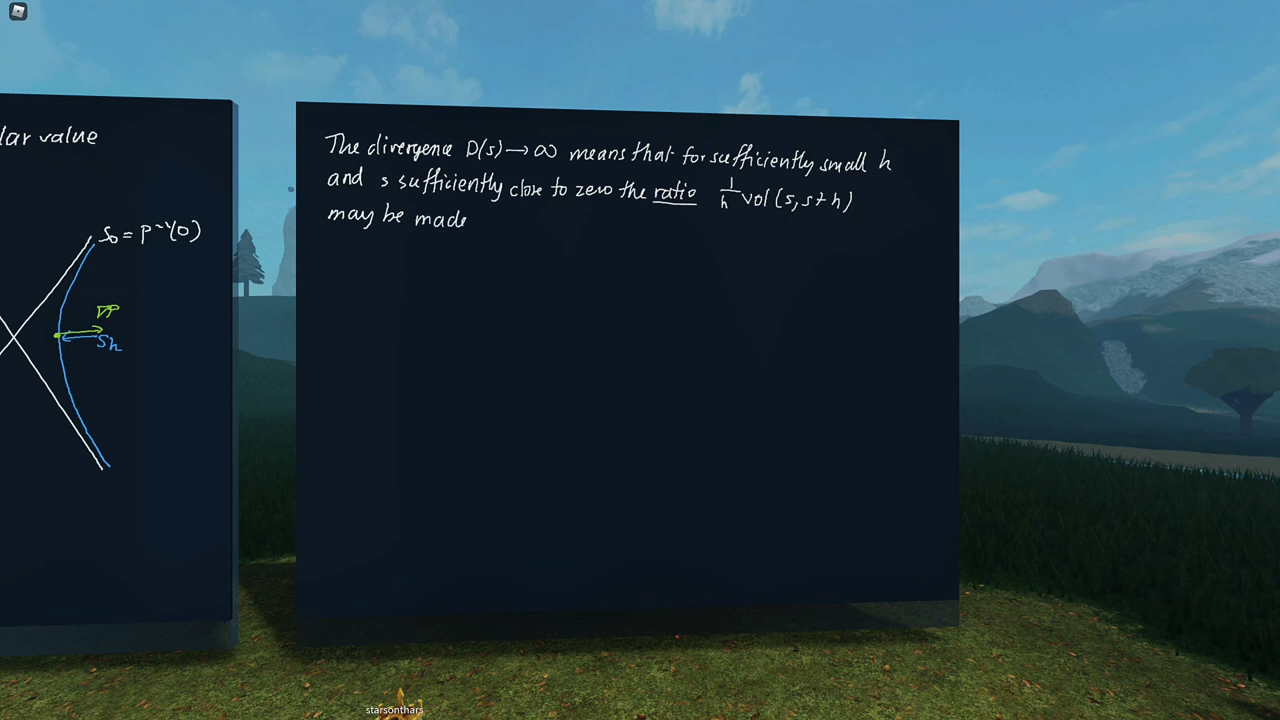 lar value
S₀ = P⁻¹(0)
∇P
Sh
The divergence D(s) → ∞ means that for sufficiently small h
and s sufficiently close to zero the ratio 1/h vol(s, s+h)
may be made
starsonthars